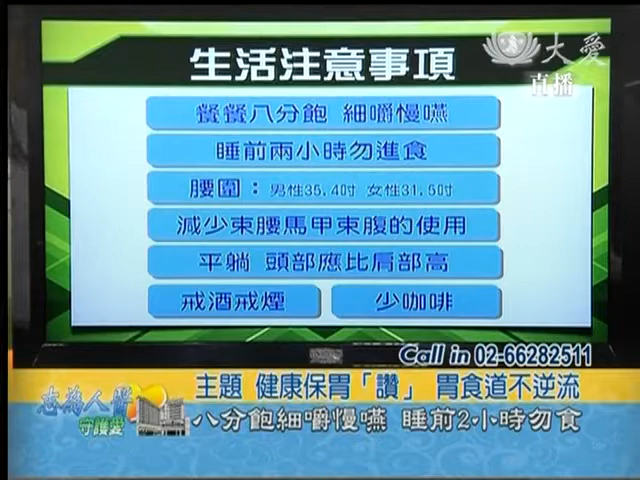 大愛
直播
生活注意事項
餐餐八分飽 細嚼慢嚥
睡前兩小時勿進食
腰圍：男性35.4吋 女性31.5吋
減少束腰馬甲束腹的使用
平躺 頭部應比肩部高
戒酒戒煙 少咖啡
Call in 02-66282511
主題 健康保胃「讚」 胃食道不逆流
志為人醫
守護愛
八分飽細嚼慢嚥 睡前2小時勿食